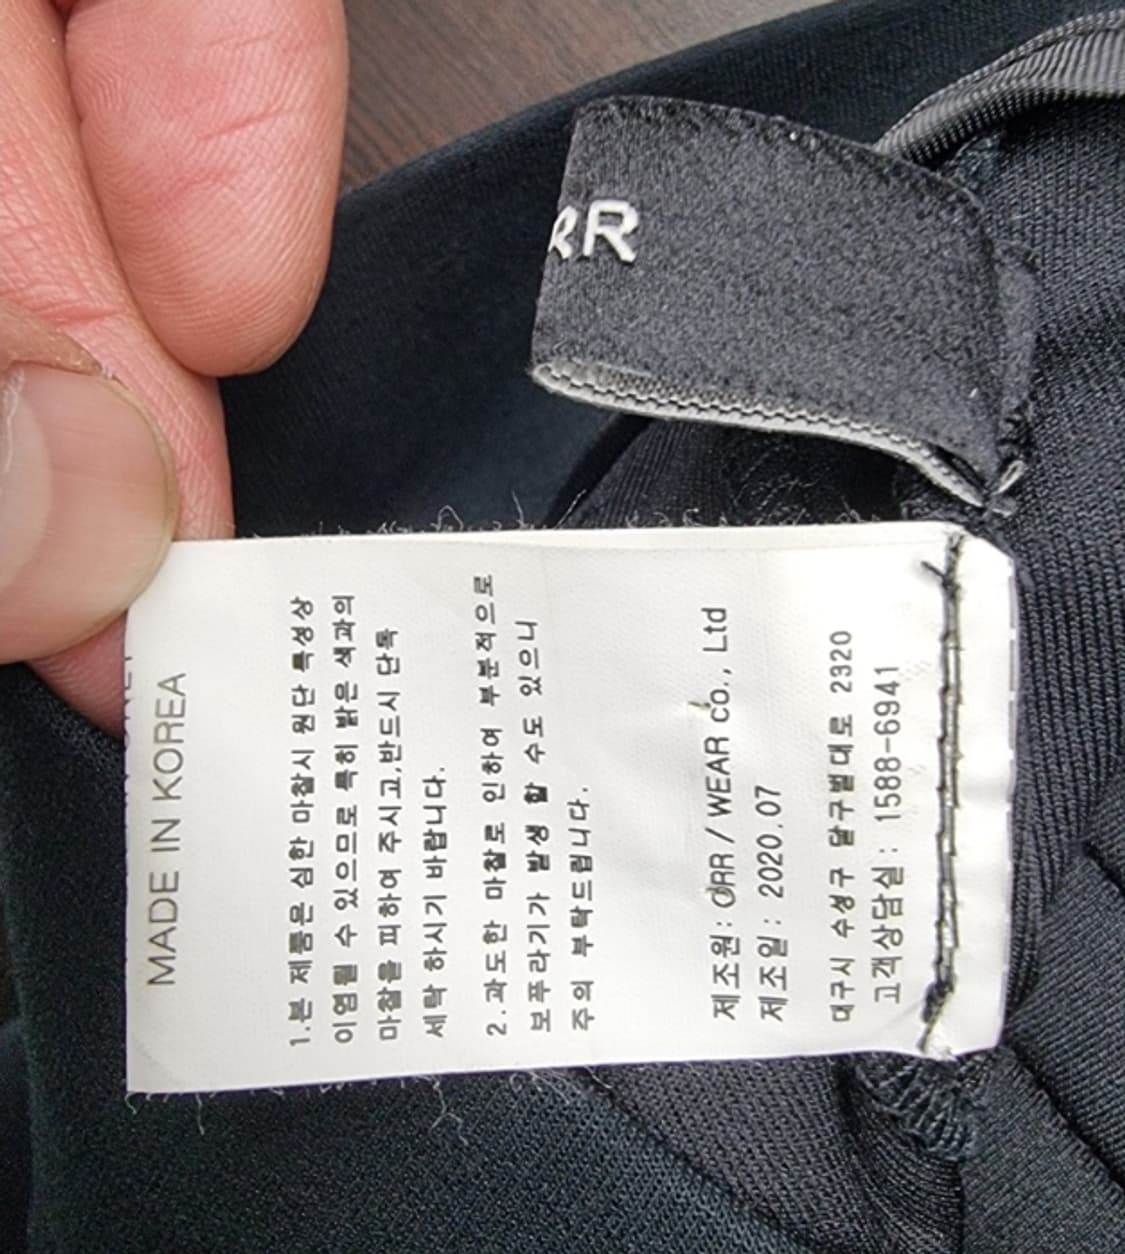 RR
MADE IN KOREA
1.본 제품은 심한 마찰시 원단 특성상
이염될 수 있으므로 특히 밝은 색과의
마찰을 피하여 주시고,반드시 단독
세탁 하시기 바랍니다.
2.과도한 마찰로 인하여 부분적으로
보푸라기가 발생 할 수도 있으니
주의 부탁드립니다.
제조원: ORR / WEAR co., Ltd
제조일: 2020.07
대구시 수성구 달구벌대로 2320
고객상담실 : 1588-6941